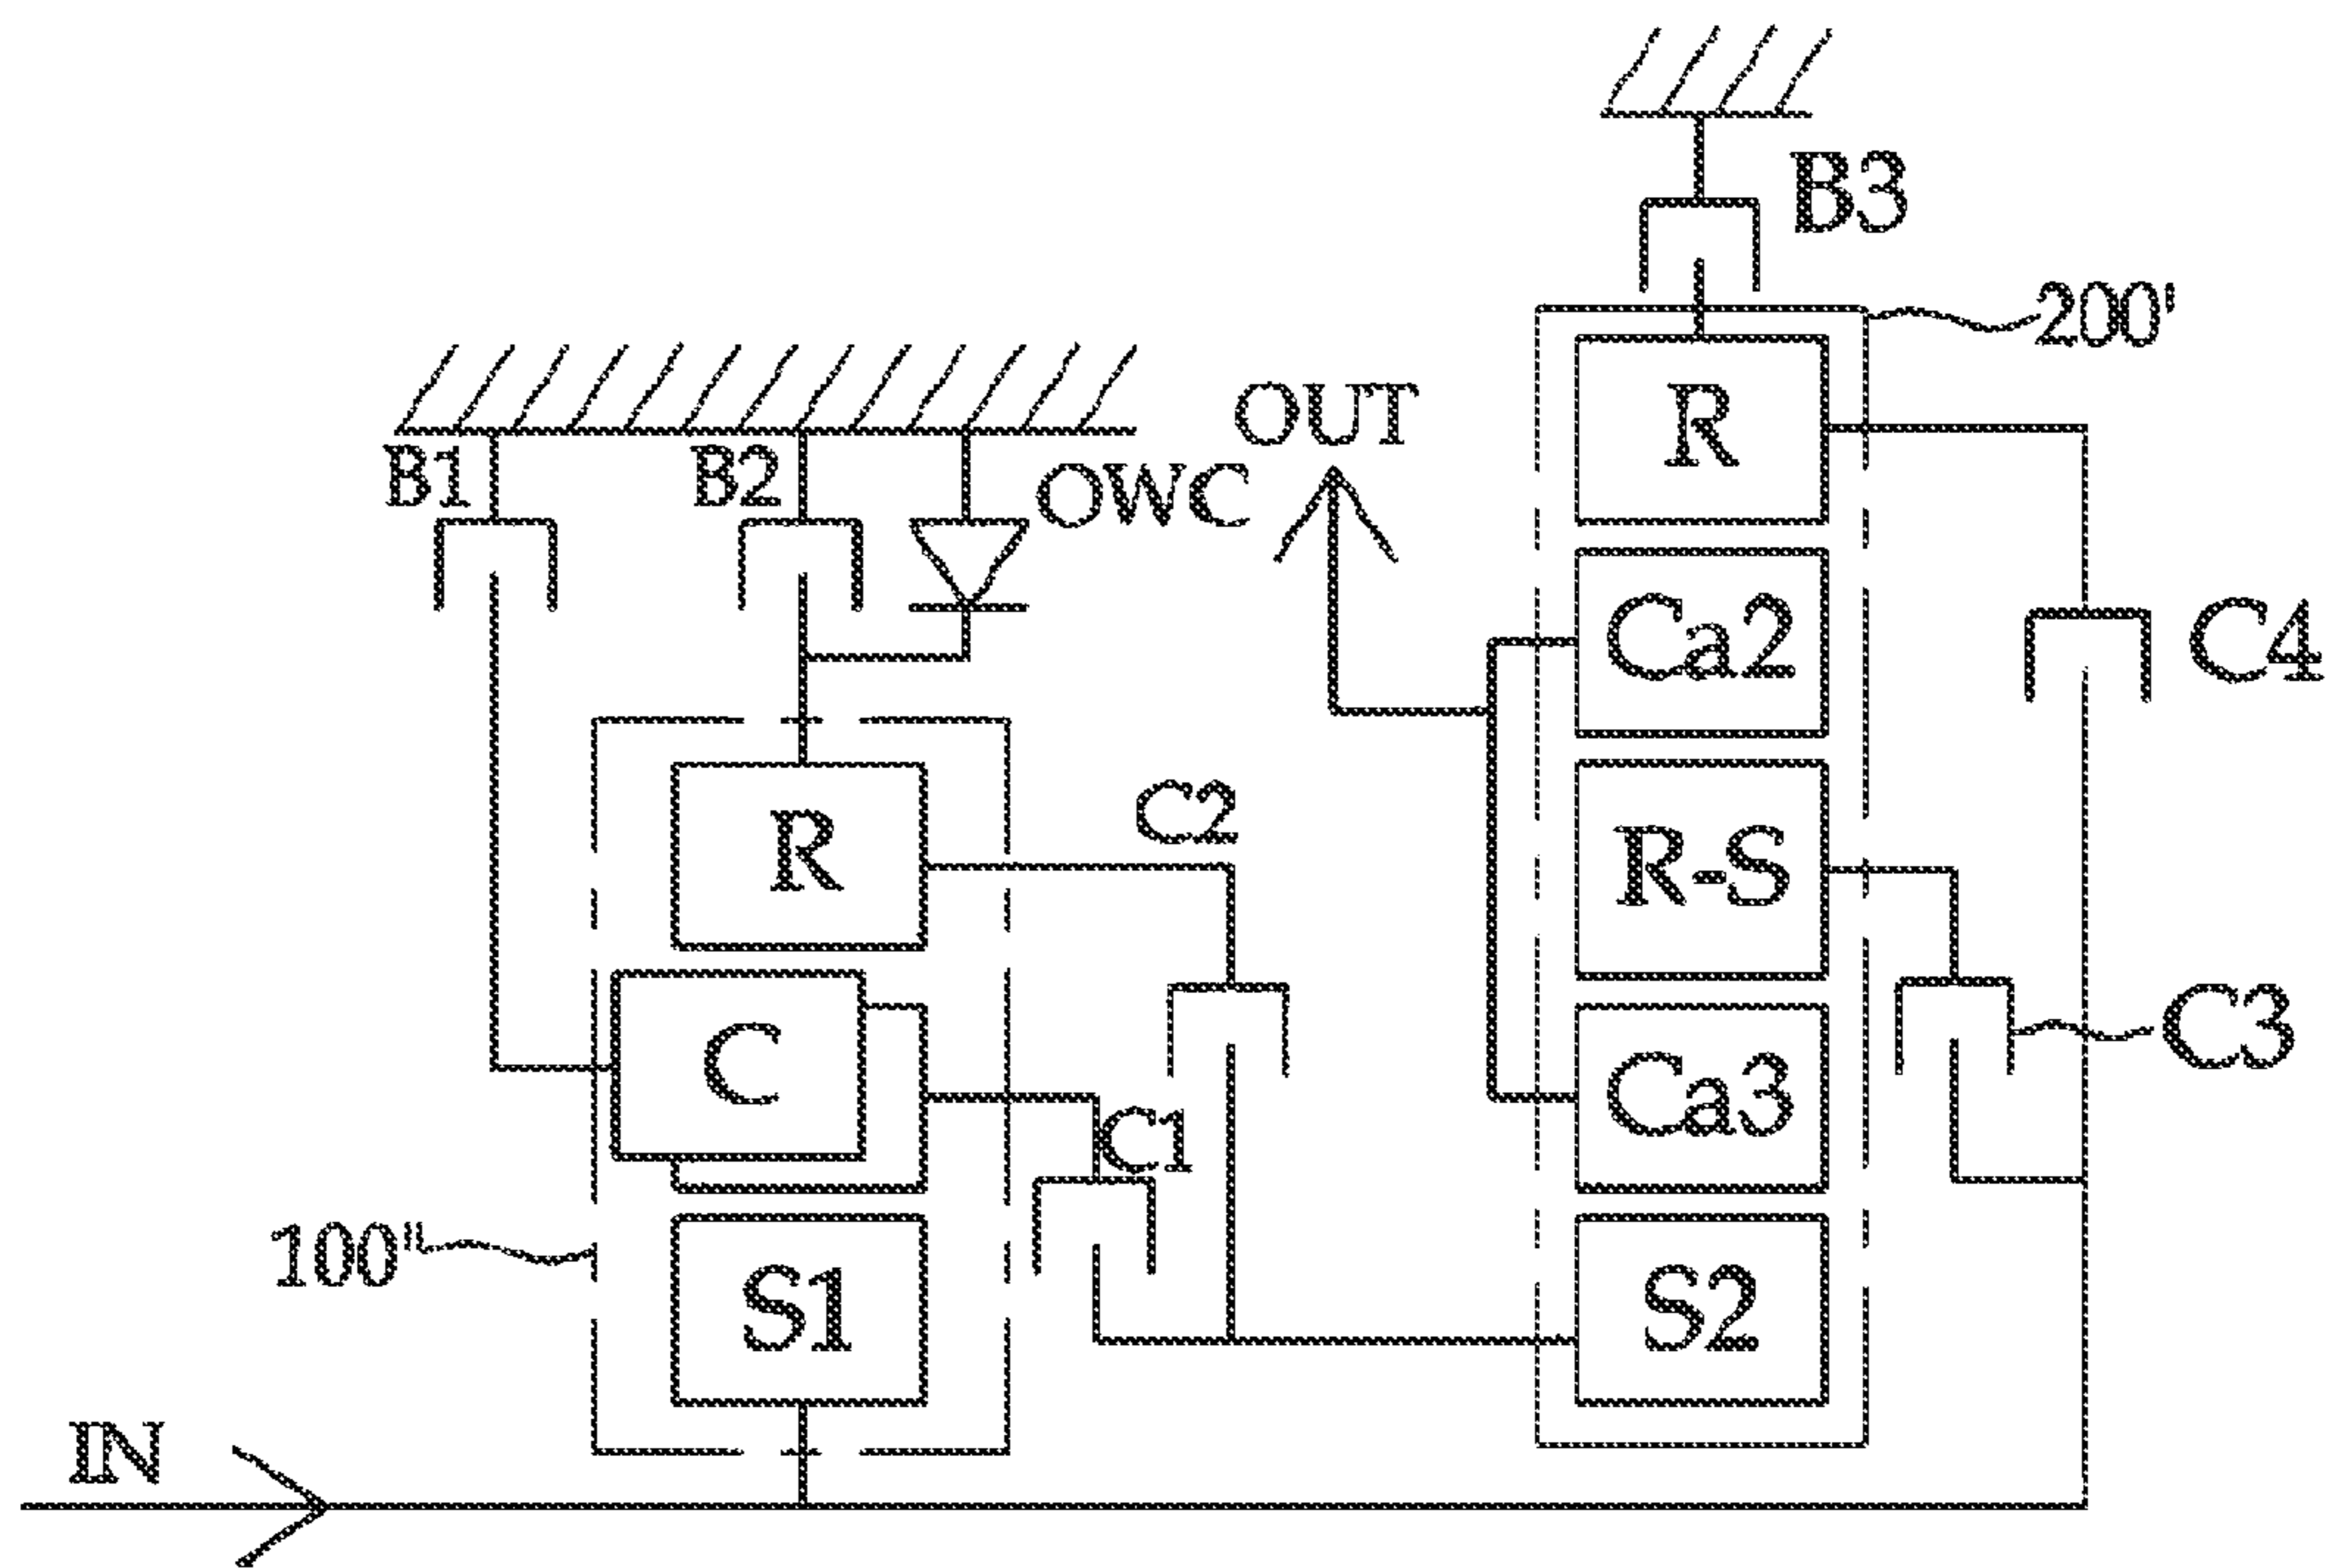 B3
200'
OUT
R
B1
B2
OWC
Ca2
C4
C2
R
R-S
C
C1
Ca3
C3
100"
S1
S2
IN